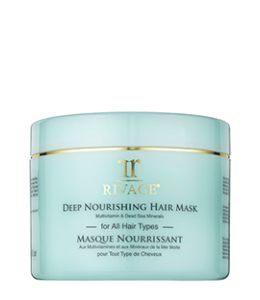 RIVAGE®
DEEP NOURISHING HAIR MASK
Multivitamin & Dead Sea Minerals
for All Hair Types
MASQUE NOURRISSANT
Aux Multivitamines et aux Minéraux de la Mer Morte
pour Tout Type de Cheveux